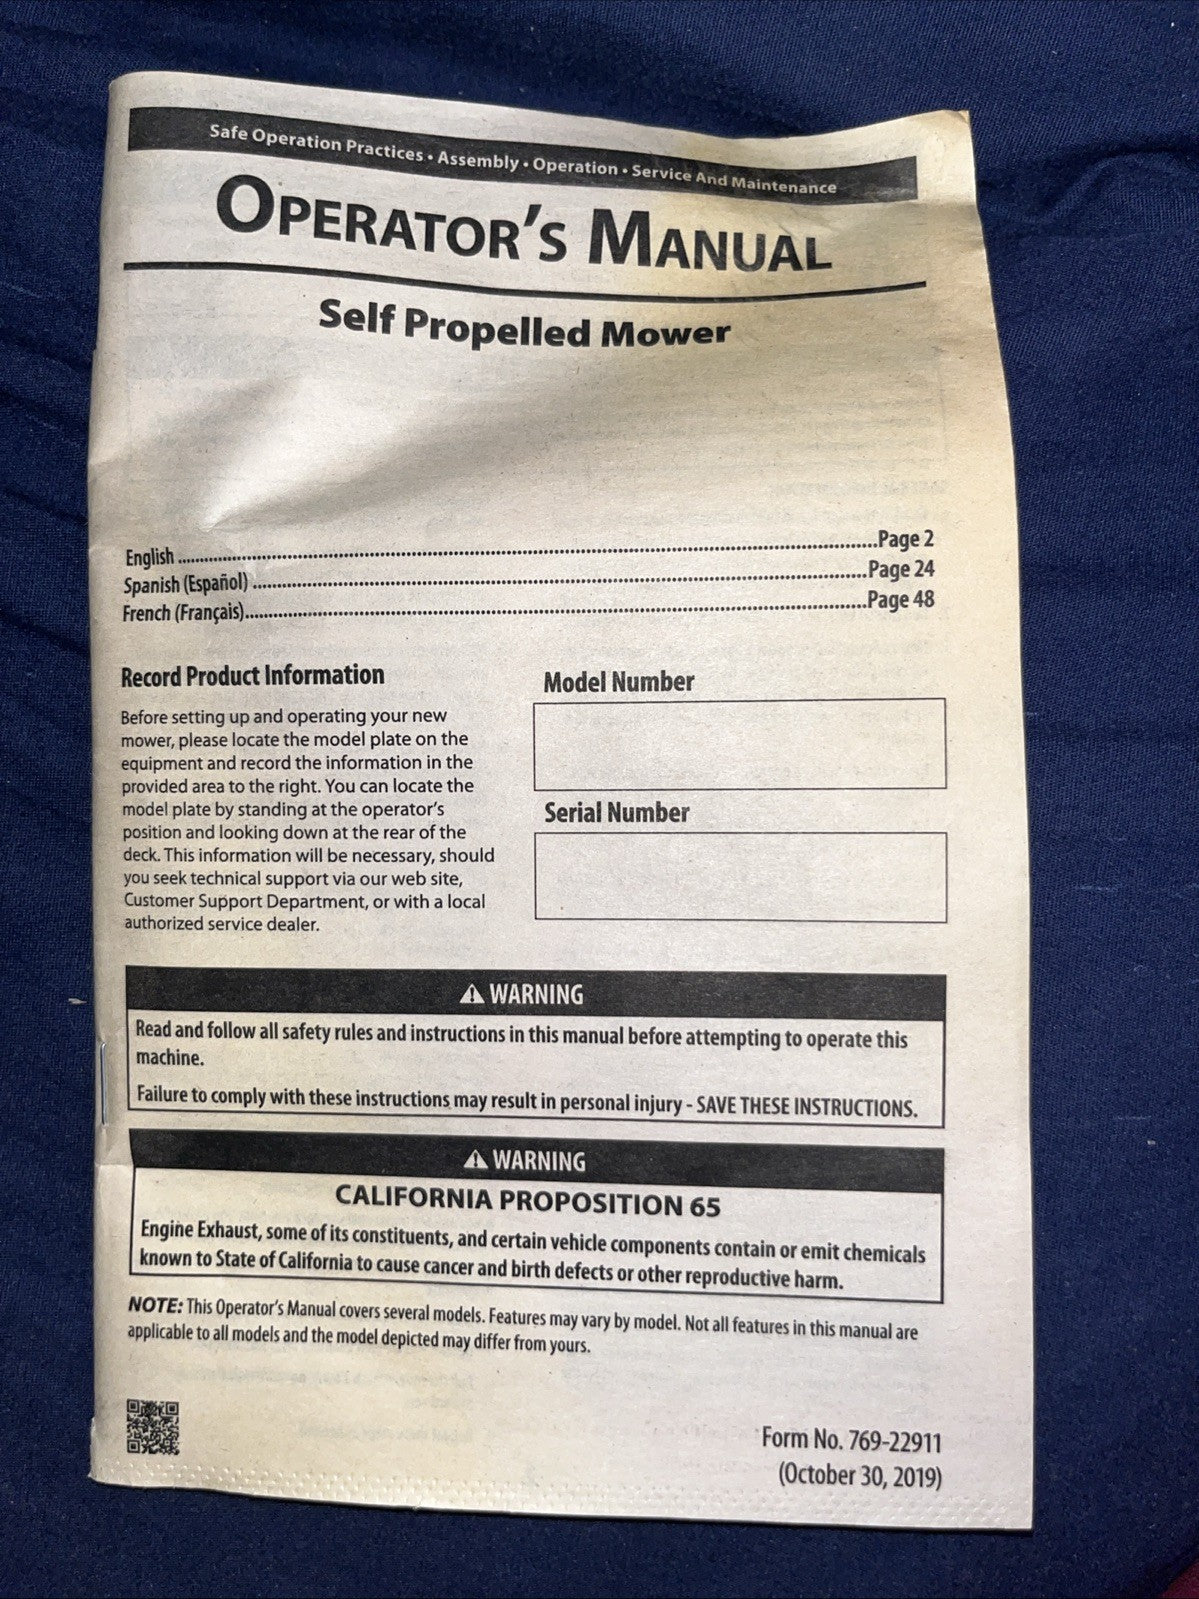 Safe Operation Practices • Assembly • Operation • Service And Maintenance
Operator's Manual
Self Propelled Mower
English ........................................ Page 2
Spanish (Español) ........................................ Page 24
French (Français) ........................................ Page 48
Record Product Information
Before setting up and operating your new
mower, please locate the model plate on the
equipment and record the information in the
provided area to the right. You can locate the
model plate by standing at the operator's
position and looking down at the rear of the
deck. This information will be necessary, should
you seek technical support via our web site,
Customer Support Department, or with a local
authorized service dealer.
Model Number
Serial Number
⚠ WARNING
Read and follow all safety rules and instructions in this manual before attempting to operate this
machine.
Failure to comply with these instructions may result in personal injury - SAVE THESE INSTRUCTIONS.
⚠ WARNING
CALIFORNIA PROPOSITION 65
Engine Exhaust, some of its constituents, and certain vehicle components contain or emit chemicals
known to State of California to cause cancer and birth defects or other reproductive harm.
NOTE: This Operator's Manual covers several models. Features may vary by model. Not all features in this manual are
applicable to all models and the model depicted may differ from yours.
Form No. 769-22911
(October 30, 2019)